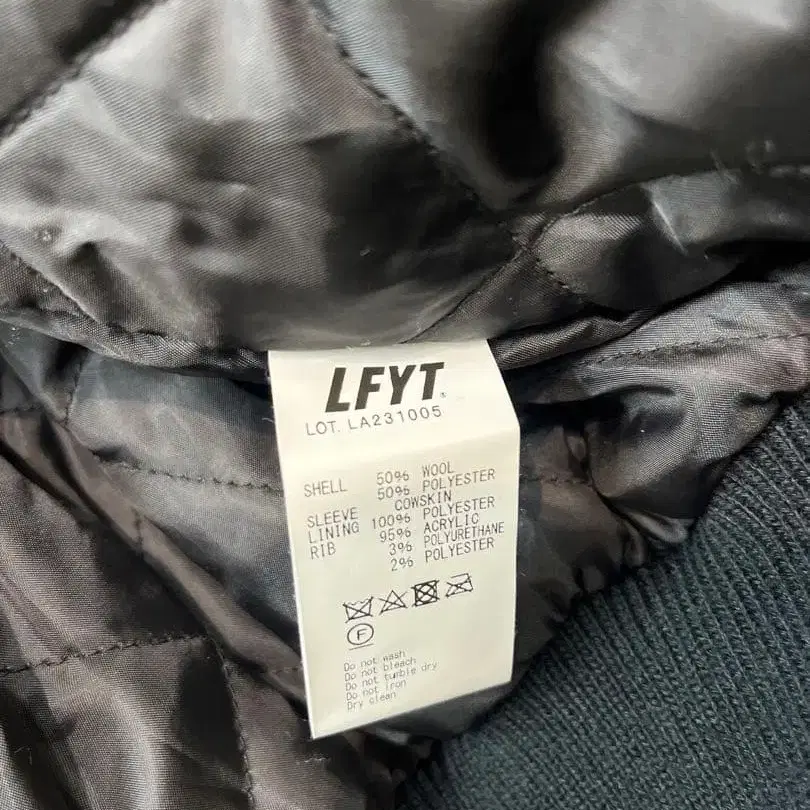 LFYT®
LOT. LA231005
SHELL 50% WOOL
50% POLYESTER
SLEEVE COWSKIN
LINING 100% POLYESTER
RIB 95% ACRYLIC
3% POLYURETHANE
2% POLYESTER
F
Do not wash
Do not bleach
Do not tumble dry
Do not iron
Dry clean